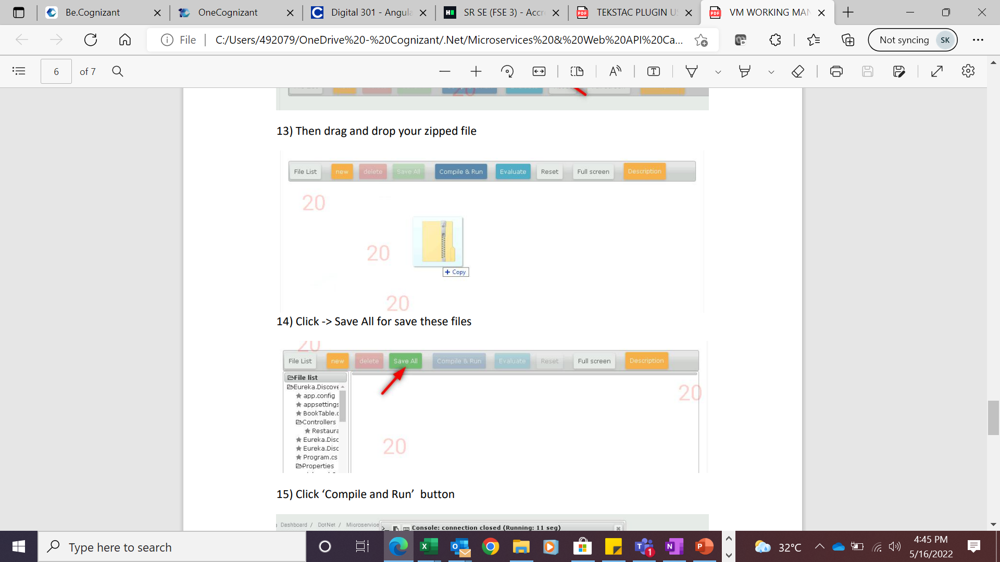 Be.Cognizant
OneCognizant
Digital 301 - Angula
SR SE (FSE 3) - Accr
TEKSTAC PLUGIN US
VM WORKING MAN
File
C:/Users/492079/OneDrive%20-%20Cognizant/.Net/Microservices%20&%20Web%20API%20Ca...
Not syncing SK
6 of 7
20
13) Then drag and drop your zipped file
File List new delete Save All Compile & Run Evaluate Reset Full screen Description
20
20
+ Copy
20
14) Click -> Save All for save these files
20
File List new delete Save All Compile & Run Evaluate Reset Full screen Description
File list
Eureka.Discove
app.config
appsettings
BookTable.c
Controllers
Restaura
Eureka.Disc
Eureka.Disc
Program.cs
Properties
20
20
15) Click ‘Compile and Run’ button
Dashboard / DotNet / Microservice
Console: connection closed (Running: 11 seg)
Type here to search
1
32°C
4:45 PM
5/16/2022